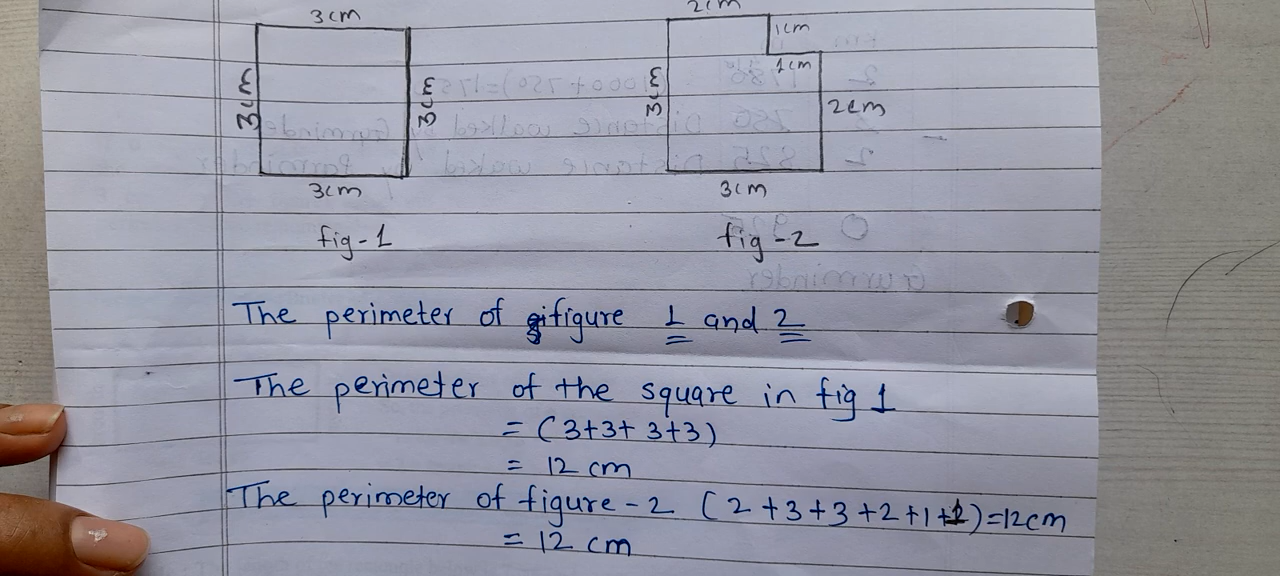 3cm 2cm
1cm
1cm
3cm 3cm 3cm 2cm
3cm 3cm
fig-1 fig-2
The perimeter of figure 1 and 2
The perimeter of the square in fig 1
= (3+3+3+3)
= 12 cm
The perimeter of figure-2 (2+3+3+2+1+1)=12cm
= 12 cm